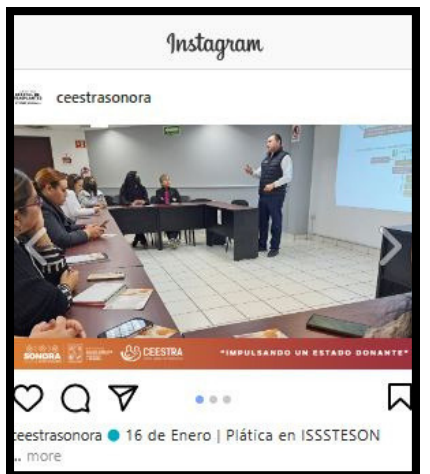 Instagram
ceestrasonora
SONORA
CEESTRA
"IMPULSANDO UN ESTADO DONANTE"
ceestrasonora 16 de Enero | Plática en ISSSTESON
... more